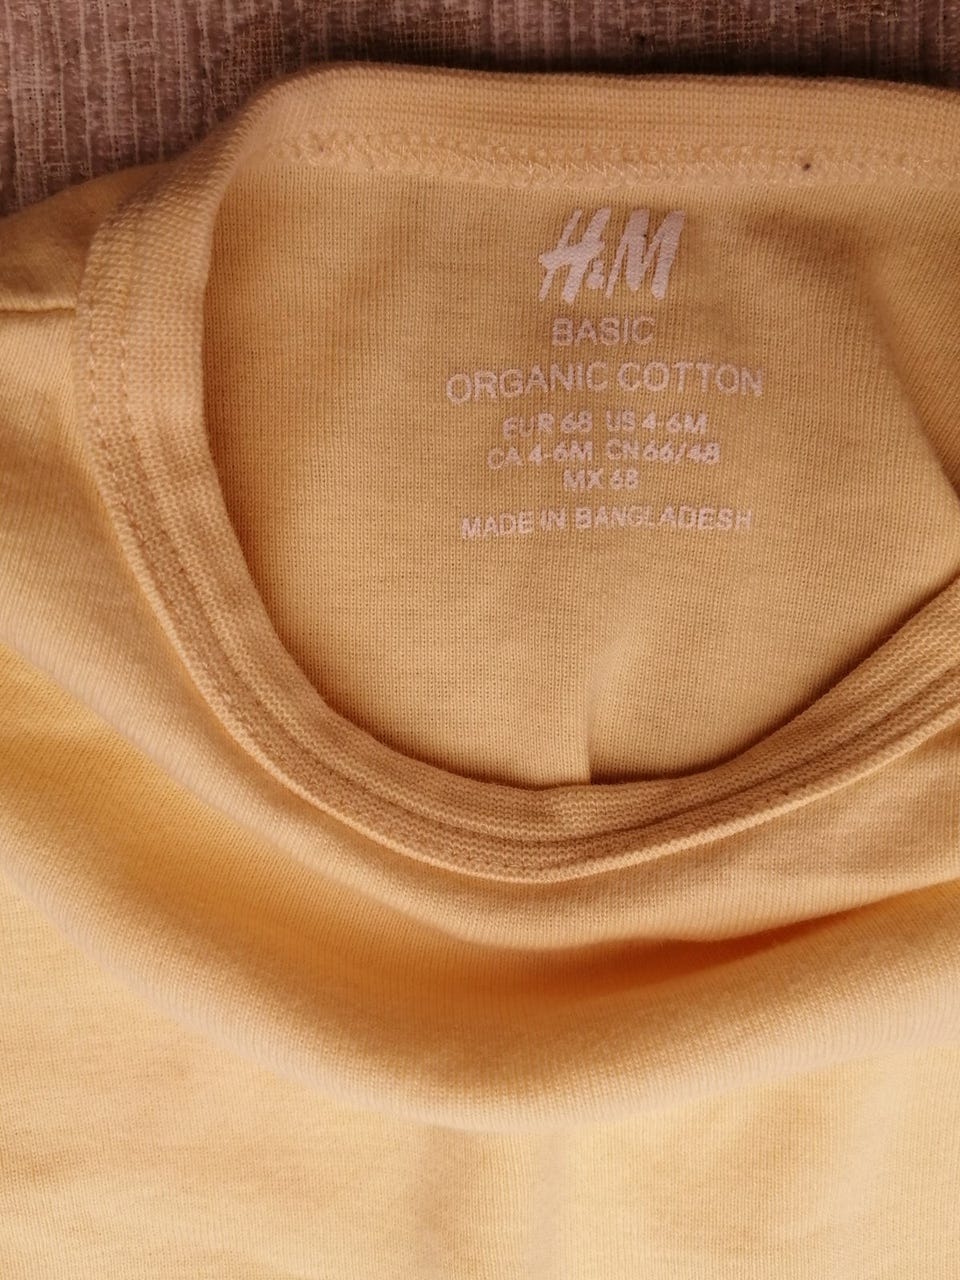 H&M
BASIC
ORGANIC COTTON
EUR 68 US 4-6M
CA 4-6M CN 66/48
MX 68
MADE IN BANGLADESH